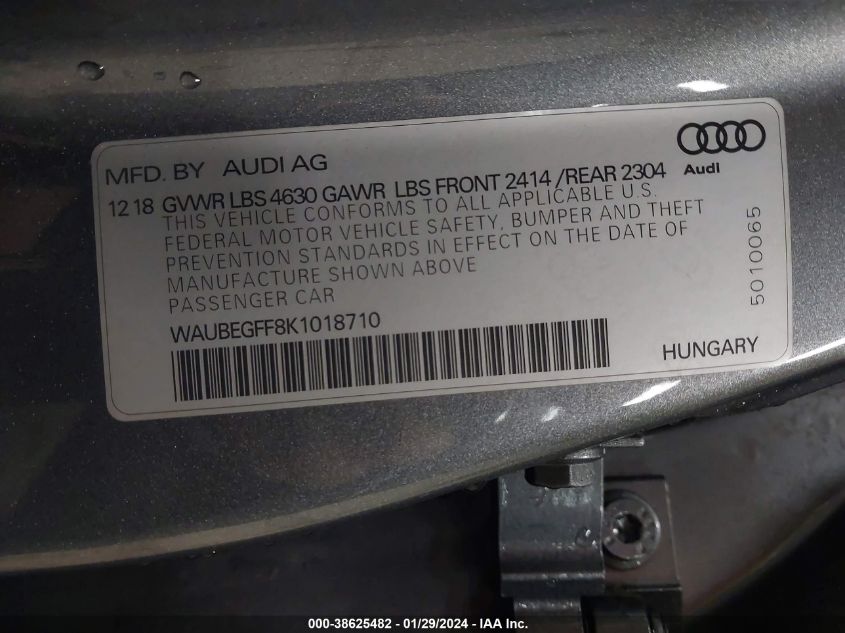 MFD. BY AUDI AG
Audi
12 18 GVWR LBS 4630 GAWR LBS FRONT 2414 /REAR 2304
THIS VEHICLE CONFORMS TO ALL APPLICABLE U.S.
FEDERAL MOTOR VEHICLE SAFETY, BUMPER AND THEFT
PREVENTION STANDARDS IN EFFECT ON THE DATE OF
MANUFACTURE SHOWN ABOVE
PASSENGER CAR
5010065
WAUBEGFF8K1018710
HUNGARY
000-38625482 - 01/29/2024 - IAA Inc.